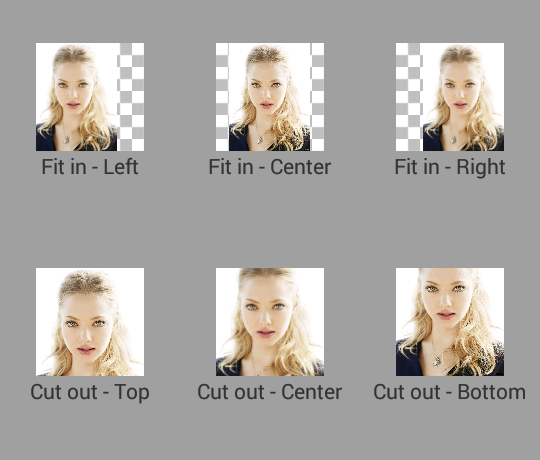 Fit in - Left
Fit in - Center
Fit in - Right
Cut out - Top
Cut out - Center
Cut out - Bottom